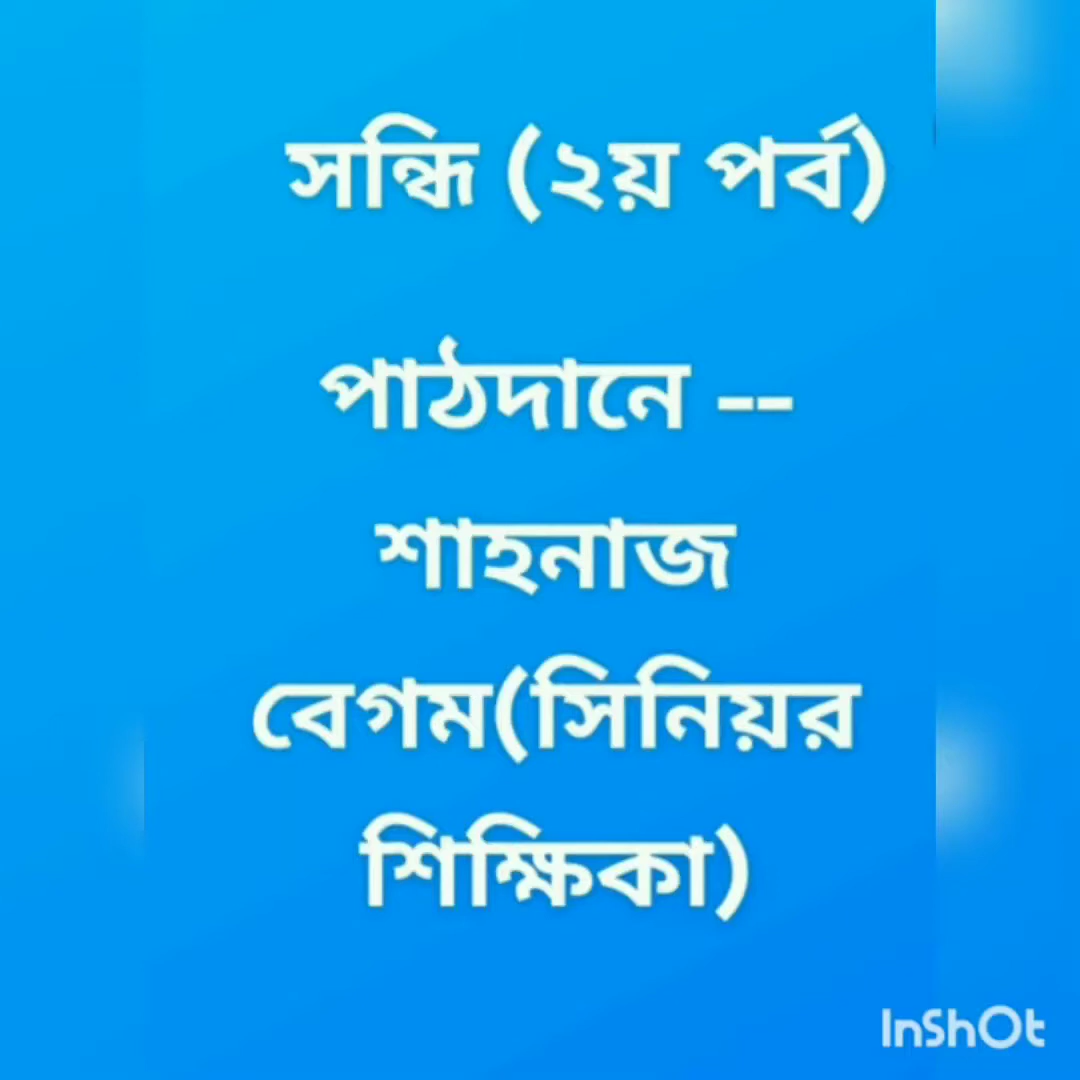 সন্ধি (২য় পর্ব)
পাঠদানে --
শাহনাজ
বেগম(সিনিয়র
শিক্ষিকা)
InShOt